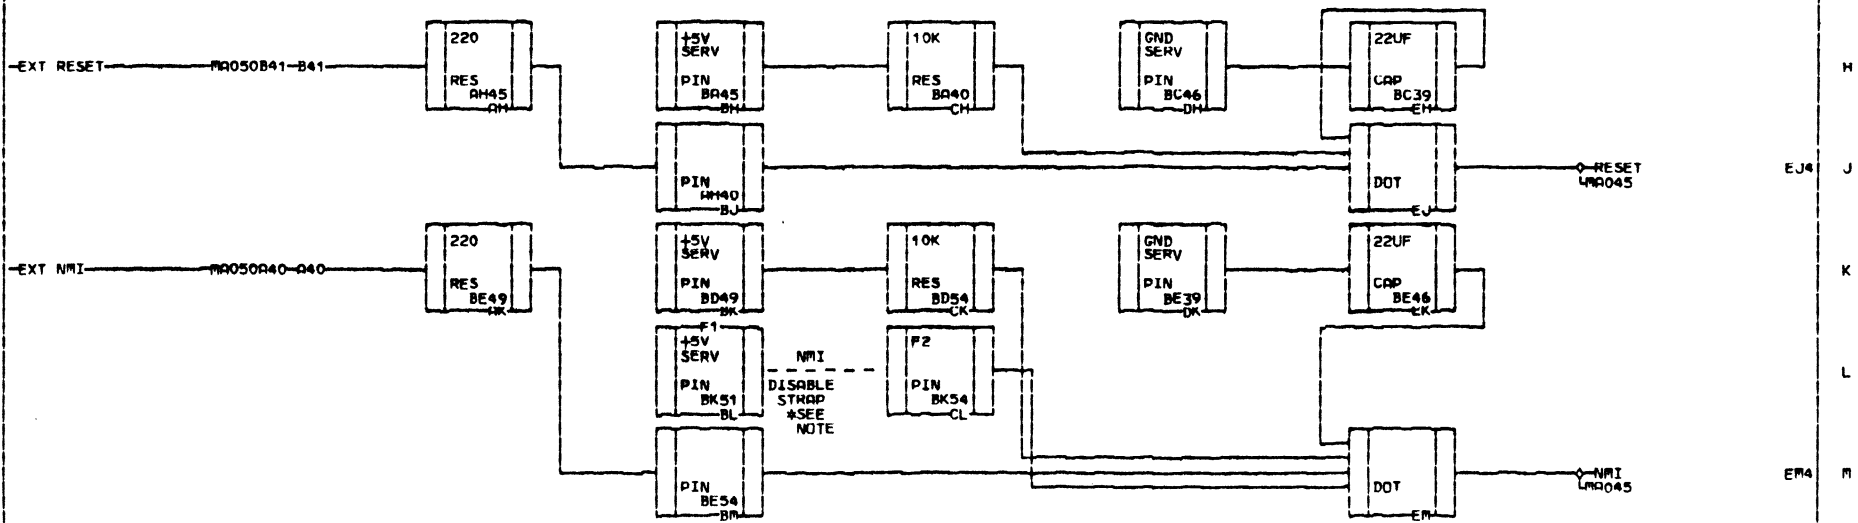 220
+5V
SERV
10K
GND
SERV
22UF
EXT RESET
MA050B41
B41
RES
AH45
AH
PIN
BA45
BH
RES
BA40
CH
PIN
BC46
DH
CAP
BC39
EH
H
PIN
AH40
BJ
DOT
EJ
RESET
MA045
EJ4
J
220
+5V
SERV
10K
GND
SERV
22UF
EXT NMI
MA050A40
A40
RES
BE49
AK
PIN
BD49
BK
RES
BD54
CK
PIN
BE39
DK
CAP
BE46
EK
K
F1
+5V
SERV
PIN
BK51
BL
NMI
DISABLE
STRAP
*SEE
NOTE
F2
PIN
BK54
CL
L
PIN
BE54
BM
DOT
EM
NMI
MA045
EM4
M